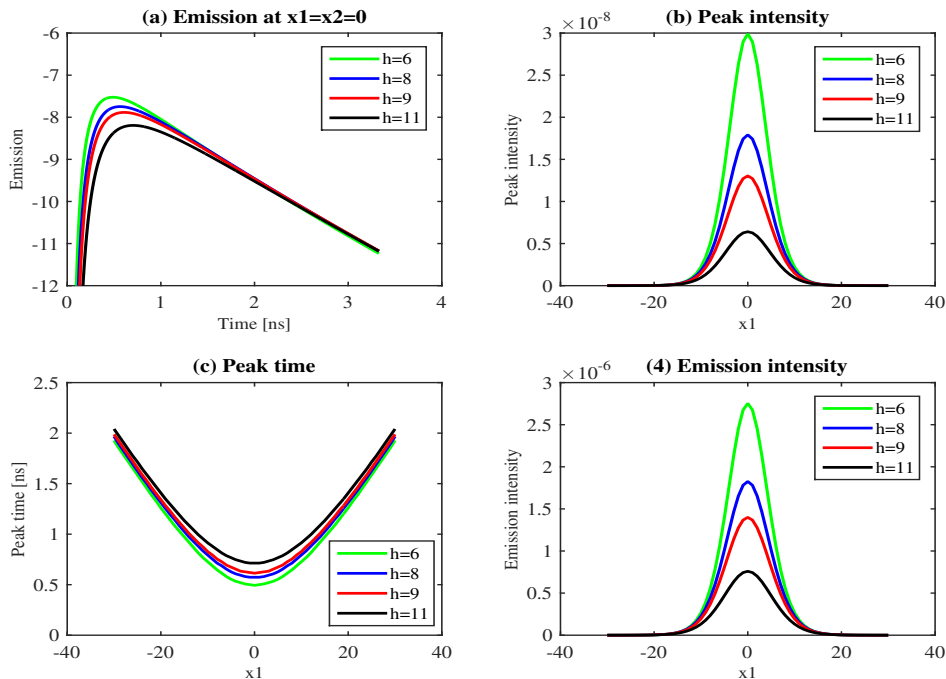 (a) Emission at x1=x2=0
-6
-7
-8
-9
-10
-11
-12
Emission
0
1
2
3
4
Time [ns]
h=6
h=8
h=9
h=11
(b) Peak intensity
×10-8
3
2.5
2
1.5
1
0.5
0
Peak intensity
-40
-20
0
20
40
x1
h=6
h=8
h=9
h=11
(c) Peak time
2.5
2
1.5
1
0.5
0
Peak time [ns]
-40
-20
0
20
40
x1
h=6
h=8
h=9
h=11
(4) Emission intensity
×10-6
3
2.5
2
1.5
1
0.5
0
Emission intensity
-40
-20
0
20
40
x1
h=6
h=8
h=9
h=11